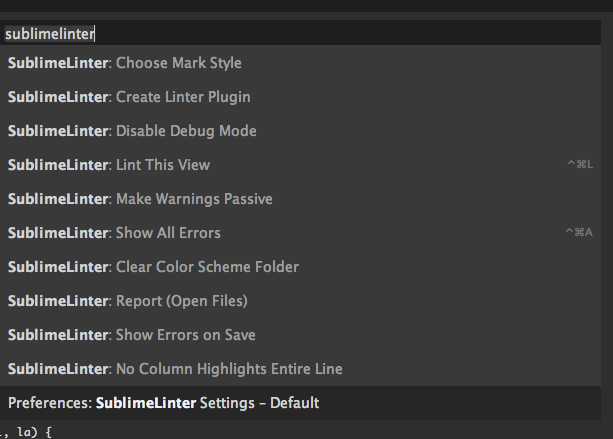 sublimelinter
SublimeLinter: Choose Mark Style
SublimeLinter: Create Linter Plugin
SublimeLinter: Disable Debug Mode
SublimeLinter: Lint This View ^⌘L
SublimeLinter: Make Warnings Passive
SublimeLinter: Show All Errors ^⌘A
SublimeLinter: Clear Color Scheme Folder
SublimeLinter: Report (Open Files)
SublimeLinter: Show Errors on Save
SublimeLinter: No Column Highlights Entire Line
Preferences: SublimeLinter Settings – Default
, la) {